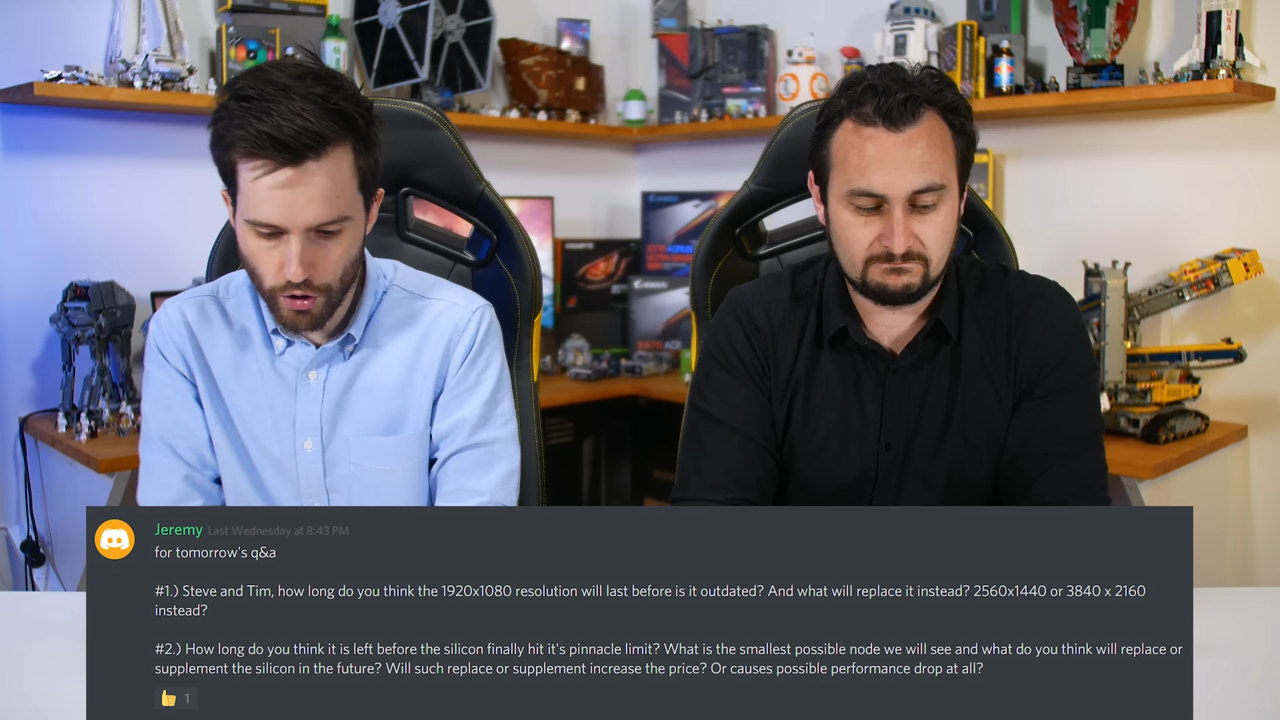 USA
GIGABYTE
AORUS
Jeremy Last Wednesday at 8:43 PM
for tomorrow's q&a
#1.) Steve and Tim, how long do you think the 1920x1080 resolution will last before is it outdated? And what will replace it instead? 2560x1440 or 3840 x 2160
instead?
#2.) How long do you think it is left before the silicon finally hit it's pinnacle limit? What is the smallest possible node we will see and what do you think will replace or
supplement the silicon in the future? Will such replace or supplement increase the price? Or causes possible performance drop at all?
1